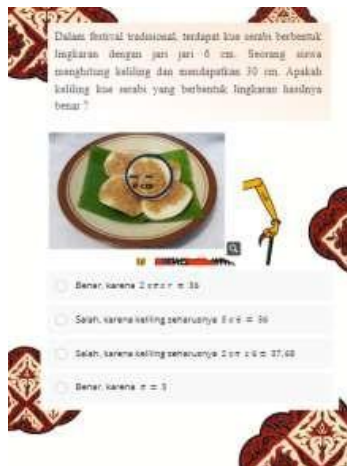 Dalam festival tradisional, terdapat kue serabi berbentuk
lingkaran dengan jari jari 6 cm. Seorang siswa
menghitung keliling dan mendapatkan 30 cm. Apakah
keliling kue serabi yang berbentuk lingkaran hasilnya
benar ?
6 cm
Benar, karena 2 x π x r = 36
Salah, karena keliling seharusnya 6 x 6 = 36
Salah, karena keliling seharusnya 2 x π x 6 = 37,68
Benar, karena π = 3